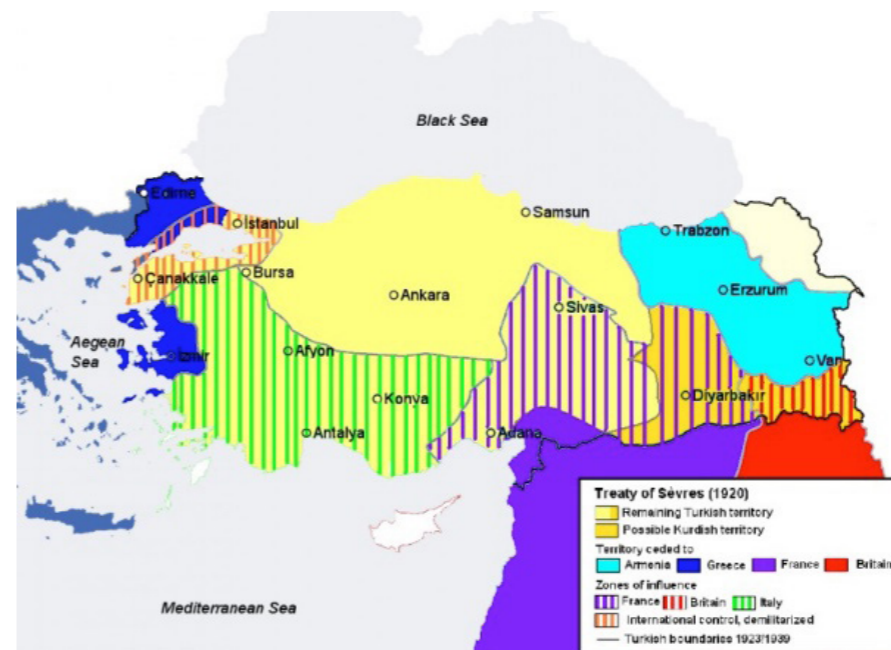 Black Sea
Edirne
Istanbul
Samsun
Trabzon
Çanakkale
Bursa
Ankara
Sivas
Erzurum
Aegean
Sea
Izmir
Afyon
Van
Konya
Diyarbakır
Antalya
Adana
Mediterranean Sea
Treaty of Sèvres (1920)
Remaining Turkish territory
Possible Kurdish territory
Territory ceded to
Armenia Greece France Britain
Zones of influence
France Britain Italy
International control, demilitarized
Turkish boundaries 1923/1939